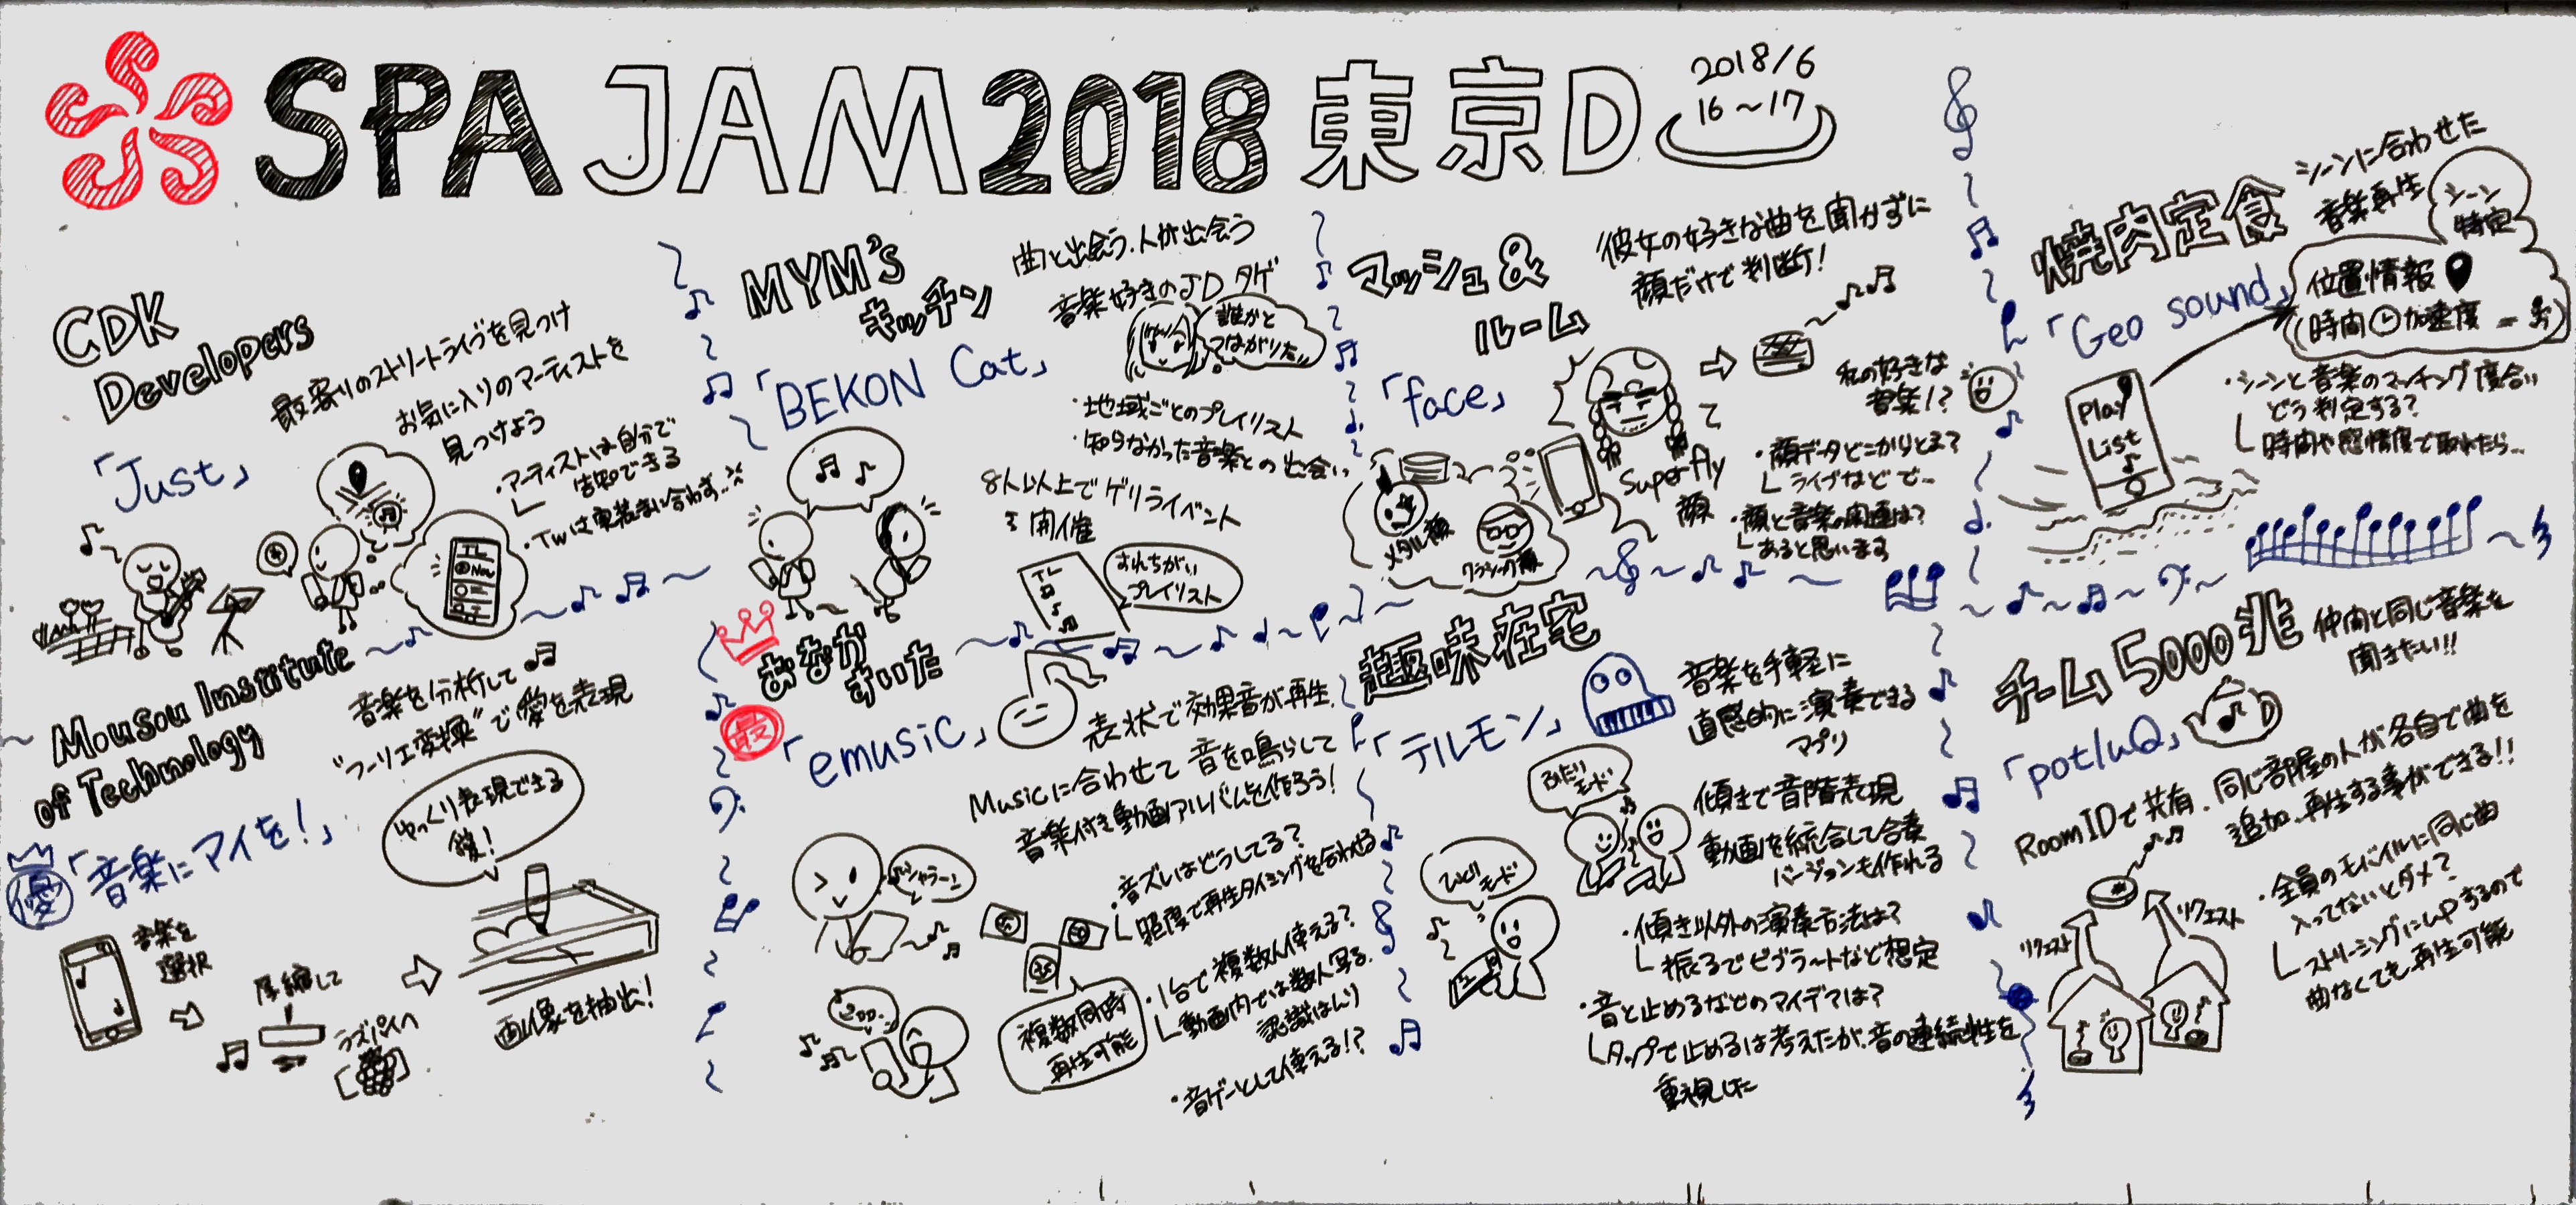 SPA JAM 2018 東京D
2018/6
16～17
CDK
Developers
「Just」
最寄りのストリートライブを見つけ
お気に入りのアーティストを
見つけよう
・アーティストは自分で
告知できる
・Twは実装まに合わず…
TL
Now
MYM's
キッチン
「BEKON Cat」
曲と出会う、人が出会う
音楽好きのJD タゲ
誰かと
つながりたい
・地域ごとのプレイリスト
・知らなかった音楽との出会い
8人以上でゲリライベント
を開催
TL
すれちがい
プレイリスト
マッシュ&
ルーム
「face」
彼女の好きな曲を聞かずに
顔だけで判断!
私の好きな
音楽!?
Superfly
顔
メタル顔
クラシック顔
・顔データどこからとる?
ライブなどで…
・顔と音楽の関連は?
あると思います
焼肉定食
「Geo sound」
シーンに合わせた
音楽再生
シーン
特定
位置情報
(時間 加速度
Play
List
・シーンと音楽のマッチング度合い
どう判定する?
時間や感情度で取れたら…
Mousou Institute
of Technology
優
「音楽にアイを!」
音楽を分析して
"フーリエ変換"で愛を表現
ゆっくり表現できる
愛!
音楽を
選択
圧縮して
ラズパイへ
画像を抽出!
おなか
すいた
最
「emusic」
表状で効果音が再生
Musicに合わせて音を鳴らして
音楽付き動画アルバムを作ろう!
シャラーン
・音ズレはどうしてる?
照度で再生タイミングを合わせる
・1台で複数人使える?
動画内では数人写る
認識はし
・音ゲーとして使える!?
複数同時
再生可能
趣味在宅
「テルモン」
音楽を手軽に
直感的に演奏できる
アプリ
ふたり
モード
ひとり
モード
傾きで音階表現
動画を統合して合奏
バージョンも作れる
・傾き以外の演奏方法は?
振るでビブラートなど想定
・音と止めるなどのアイデアは?
タップで止めるは考えたが、音の連続性を
重視した
チーム5000兆
「potluQ」
仲間と同じ音楽を
聞きたい!!
RoomIDで共有、同じ部屋の人が各自で曲を
追加、再生する事ができる!!
リクエスト
リクエスト
・全員のモバイルに同じ曲
入ってないとダメ?
ストリーミングにUPするので
曲なくても再生可能